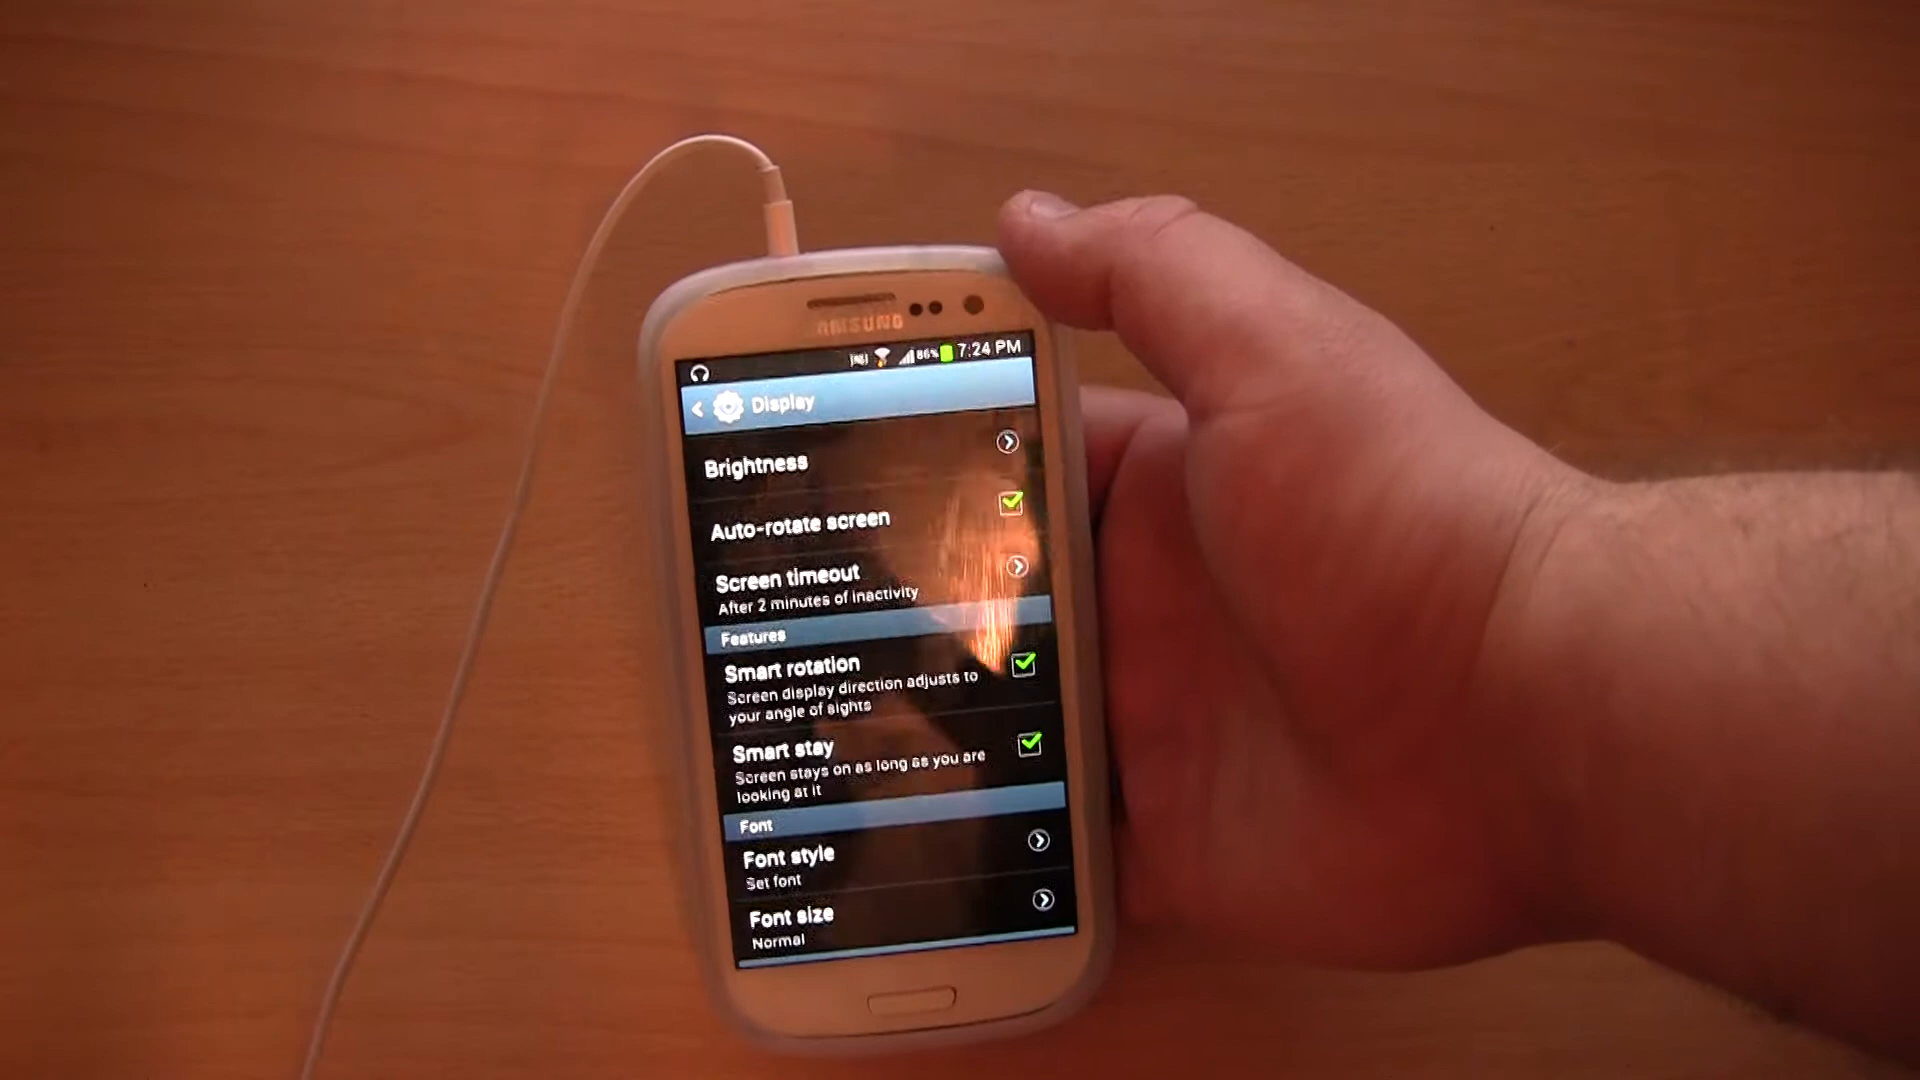 SAMSUNG
86% 7:24 PM
Display
Brightness
Auto-rotate screen
Screen timeout
After 2 minutes of inactivity
Features
Smart rotation
Screen display direction adjusts to
your angle of sights
Smart stay
Screen stays on as long as you are
looking at it
Font
Font style
Set font
Font size
Normal